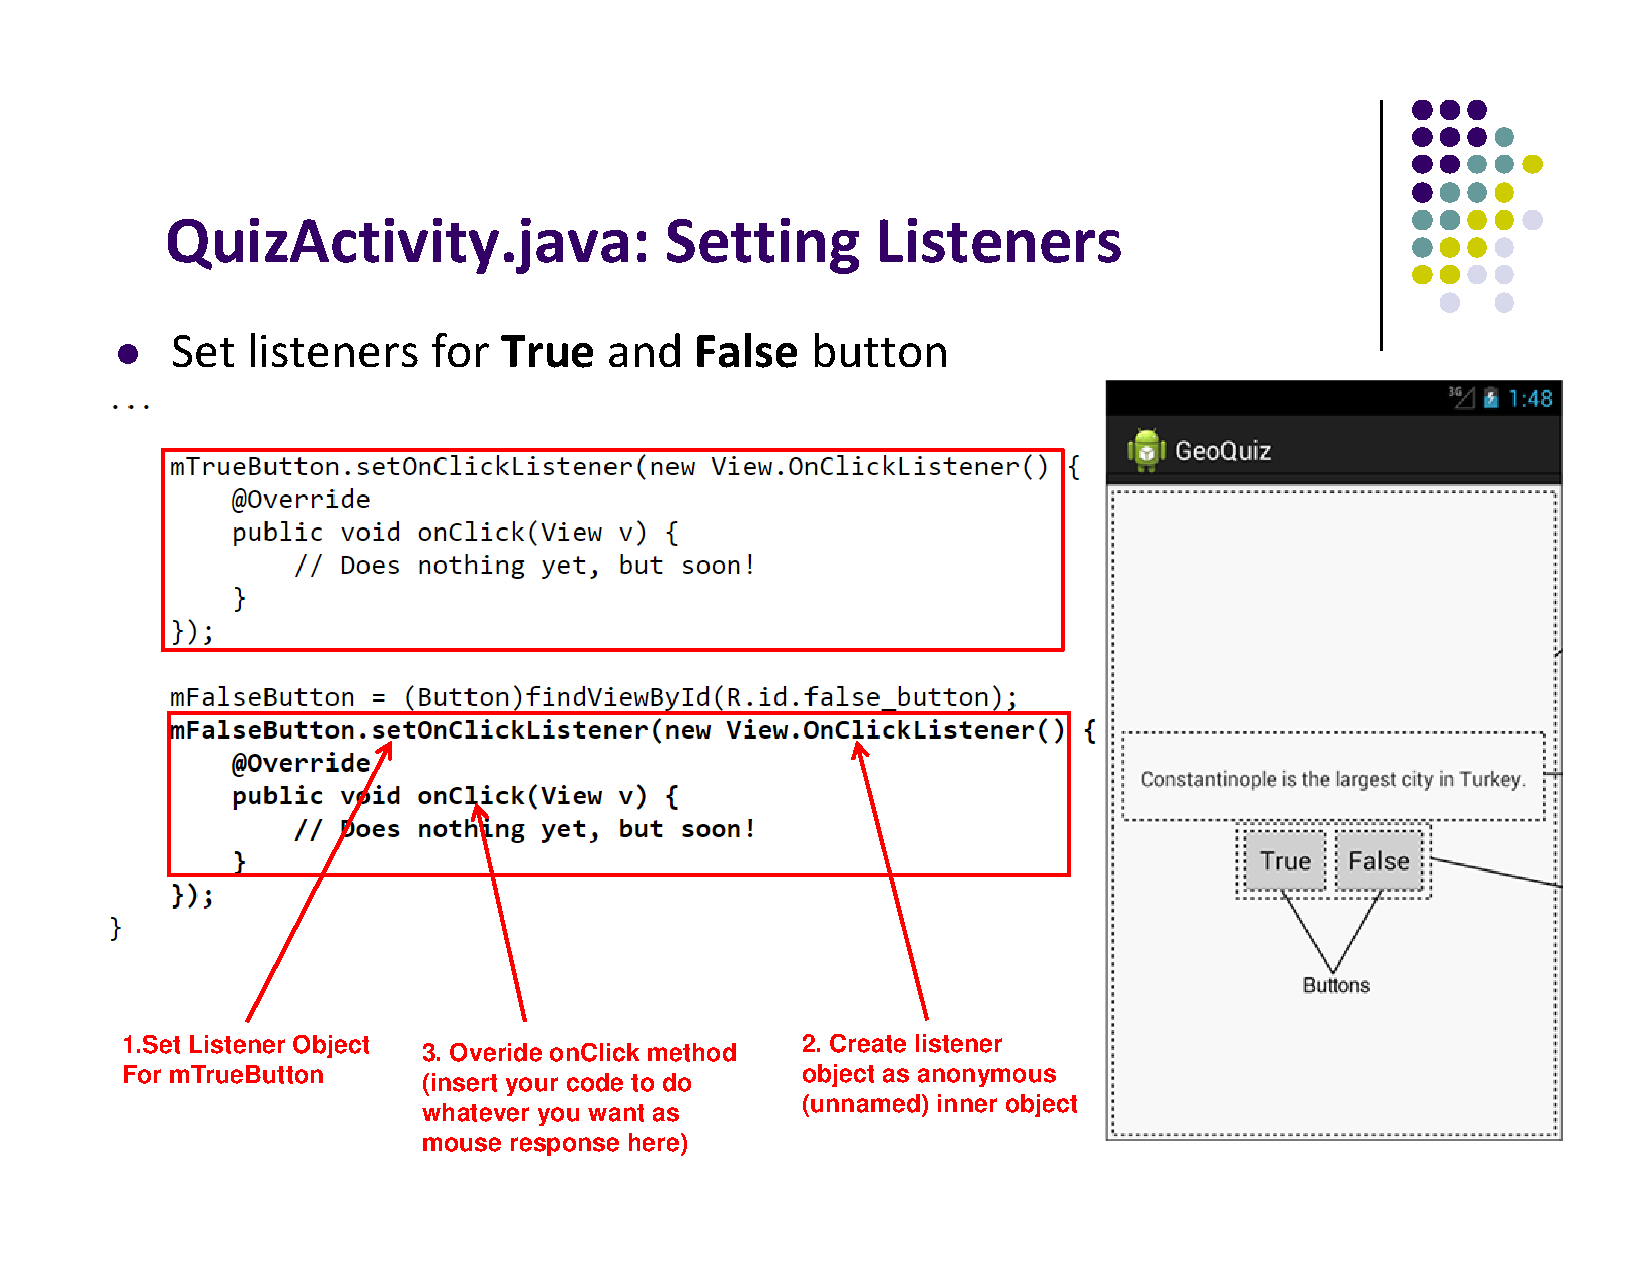 QuizActivity.java: Setting Listeners
● Set listeners for True and False button
...
mTrueButton.setOnClickListener(new View.OnClickListener() {
@Override
public void onClick(View v) {
// Does nothing yet, but soon!
}
});
mFalseButton = (Button)findViewById(R.id.false_button);
mFalseButton.setOnClickListener(new View.OnClickListener() {
@Override
public void onClick(View v) {
// Does nothing yet, but soon!
}
});
}
1.Set Listener Object
For mTrueButton
3. Overide onClick method
(insert your code to do
whatever you want as
mouse response here)
2. Create listener
object as anonymous
(unnamed) inner object
3G 1:48
GeoQuiz
Constantinople is the largest city in Turkey.
True False
Buttons